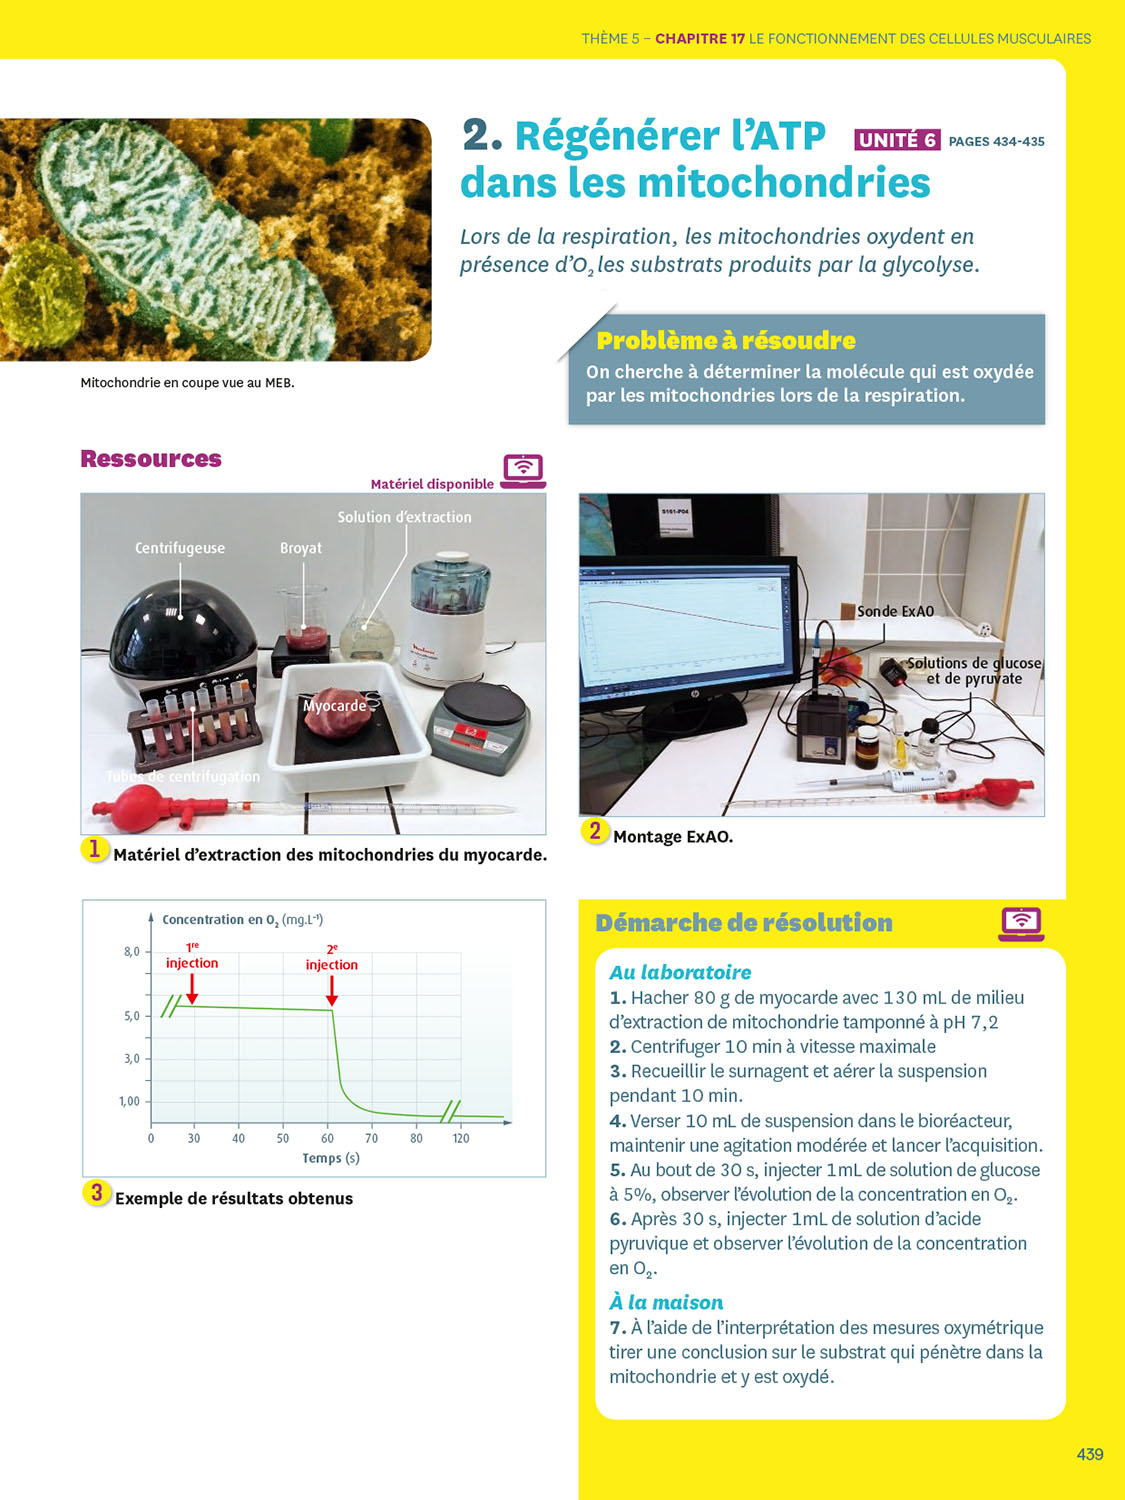 THÈME 5 – CHAPITRE 17 LE FONCTIONNEMENT DES CELLULES MUSCULAIRES
2. Régénérer l'ATP
dans les mitochondries
UNITÉ 6 PAGES 434-435
Lors de la respiration, les mitochondries oxydent en
présence d'O₂ les substrats produits par la glycolyse.
Mitochondrie en coupe vue au MEB.
Problème à résoudre
On cherche à déterminer la molécule qui est oxydée
par les mitochondries lors de la respiration.
Ressources
Matériel disponible
Solution d'extraction
Centrifugeuse
Broyat
Myocarde
Tubes de centrifugation
1 Matériel d'extraction des mitochondries du myocarde.
S161-P04
hp
Sonde ExAO
Solutions de glucose
et de pyruvate
2 Montage ExAO.
Concentration en O₂ (mg.L⁻¹)
1re
injection
2e
injection
8,0
5,0
3,0
1,00
0 30 40 50 60 70 80 120
Temps (s)
3 Exemple de résultats obtenus
Démarche de résolution
Au laboratoire
1. Hacher 80 g de myocarde avec 130 mL de milieu
d'extraction de mitochondrie tamponné à pH 7,2
2. Centrifuger 10 min à vitesse maximale
3. Recueillir le surnagent et aérer la suspension
pendant 10 min.
4. Verser 10 mL de suspension dans le bioréacteur,
maintenir une agitation modérée et lancer l'acquisition.
5. Au bout de 30 s, injecter 1mL de solution de glucose
à 5%, observer l'évolution de la concentration en O₂.
6. Après 30 s, injecter 1mL de solution d'acide
pyruvique et observer l'évolution de la concentration
en O₂.
À la maison
7. À l'aide de l'interprétation des mesures oxymétrique
tirer une conclusion sur le substrat qui pénètre dans la
mitochondrie et y est oxydé.
439